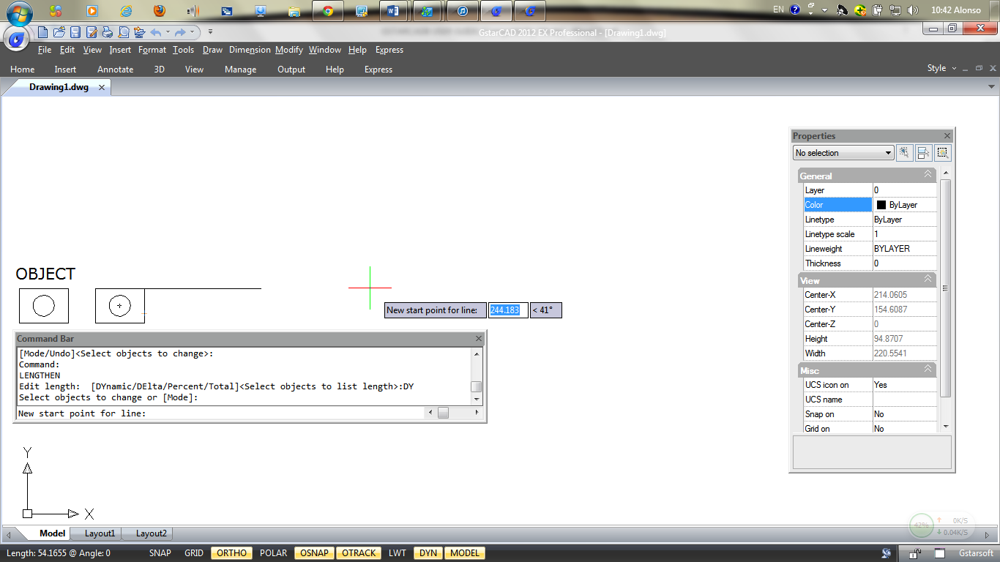 EN
10:42 Alonso
GstarCAD 2012 EX Professional - [Drawing1.dwg]
File Edit View Insert Format Tools Draw Dimension Modify Window Help Express
Home Insert Annotate 3D View Manage Output Help Express
Style
Drawing1.dwg
Properties
No selection
General
Layer 0
Color ByLayer
Linetype ByLayer
Linetype scale 1
Lineweight BYLAYER
Thickness 0
View
Center-X 214.0605
Center-Y 154.6087
Center-Z 0
Height 94.8707
Width 220.5541
Misc
UCS icon on Yes
UCS name
Snap on No
Grid on No
OBJECT
New start point for line: 244.183 < 41°
Command Bar
[Mode/Undo]<Select objects to change>:
Command:
LENGTHEN
Edit length: [DYnamic/DElta/Percent/Total]<Select objects to list length>:DY
Select objects to change or [Mode]:
New start point for line:
Y
X
42%
0K/S
0.04K/S
Model Layout1 Layout2
Length: 54.1655 @ Angle: 0 SNAP GRID ORTHO POLAR OSNAP OTRACK LWT DYN MODEL
Gstarsoft